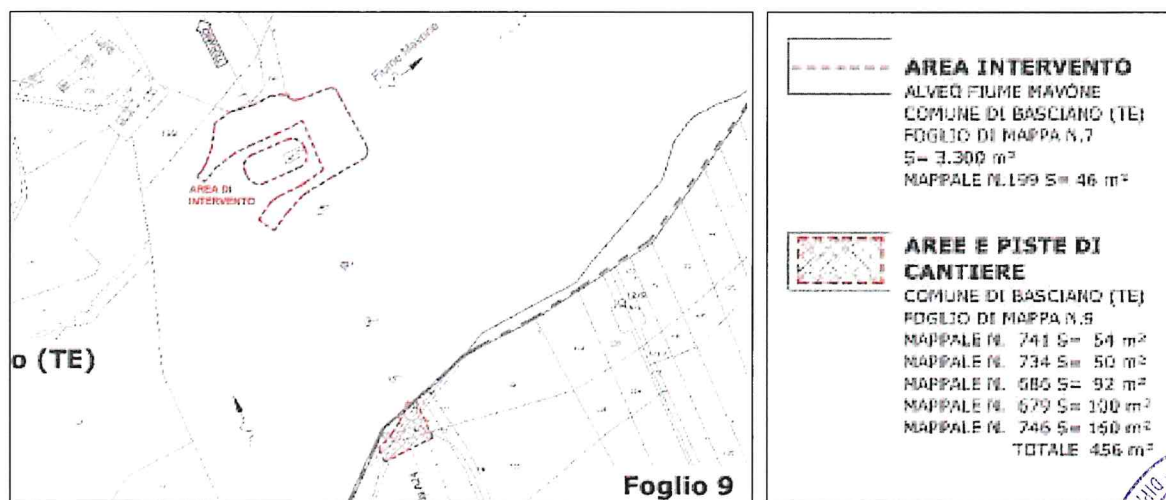 Fiume Mavone
AREA DI
INTERVENTO
o (TE)
Foglio 9
AREA INTERVENTO
ALVEO FIUME MAVONE
COMUNE DI BASCIANO (TE)
FOGLIO DI MAPPA N.7
S= 3.300 m²
MAPPALE N.199 S= 46 m²
AREE E PISTE DI
CANTIERE
COMUNE DI BASCIANO (TE)
FOGLIO DI MAPPA N.9
MAPPALE N. 741 S= 54 m²
MAPPALE N. 734 S= 50 m²
MAPPALE N. 686 S= 92 m²
MAPPALE N. 679 S= 100 m²
MAPPALE N. 746 S= 160 m²
TOTALE 456 m²